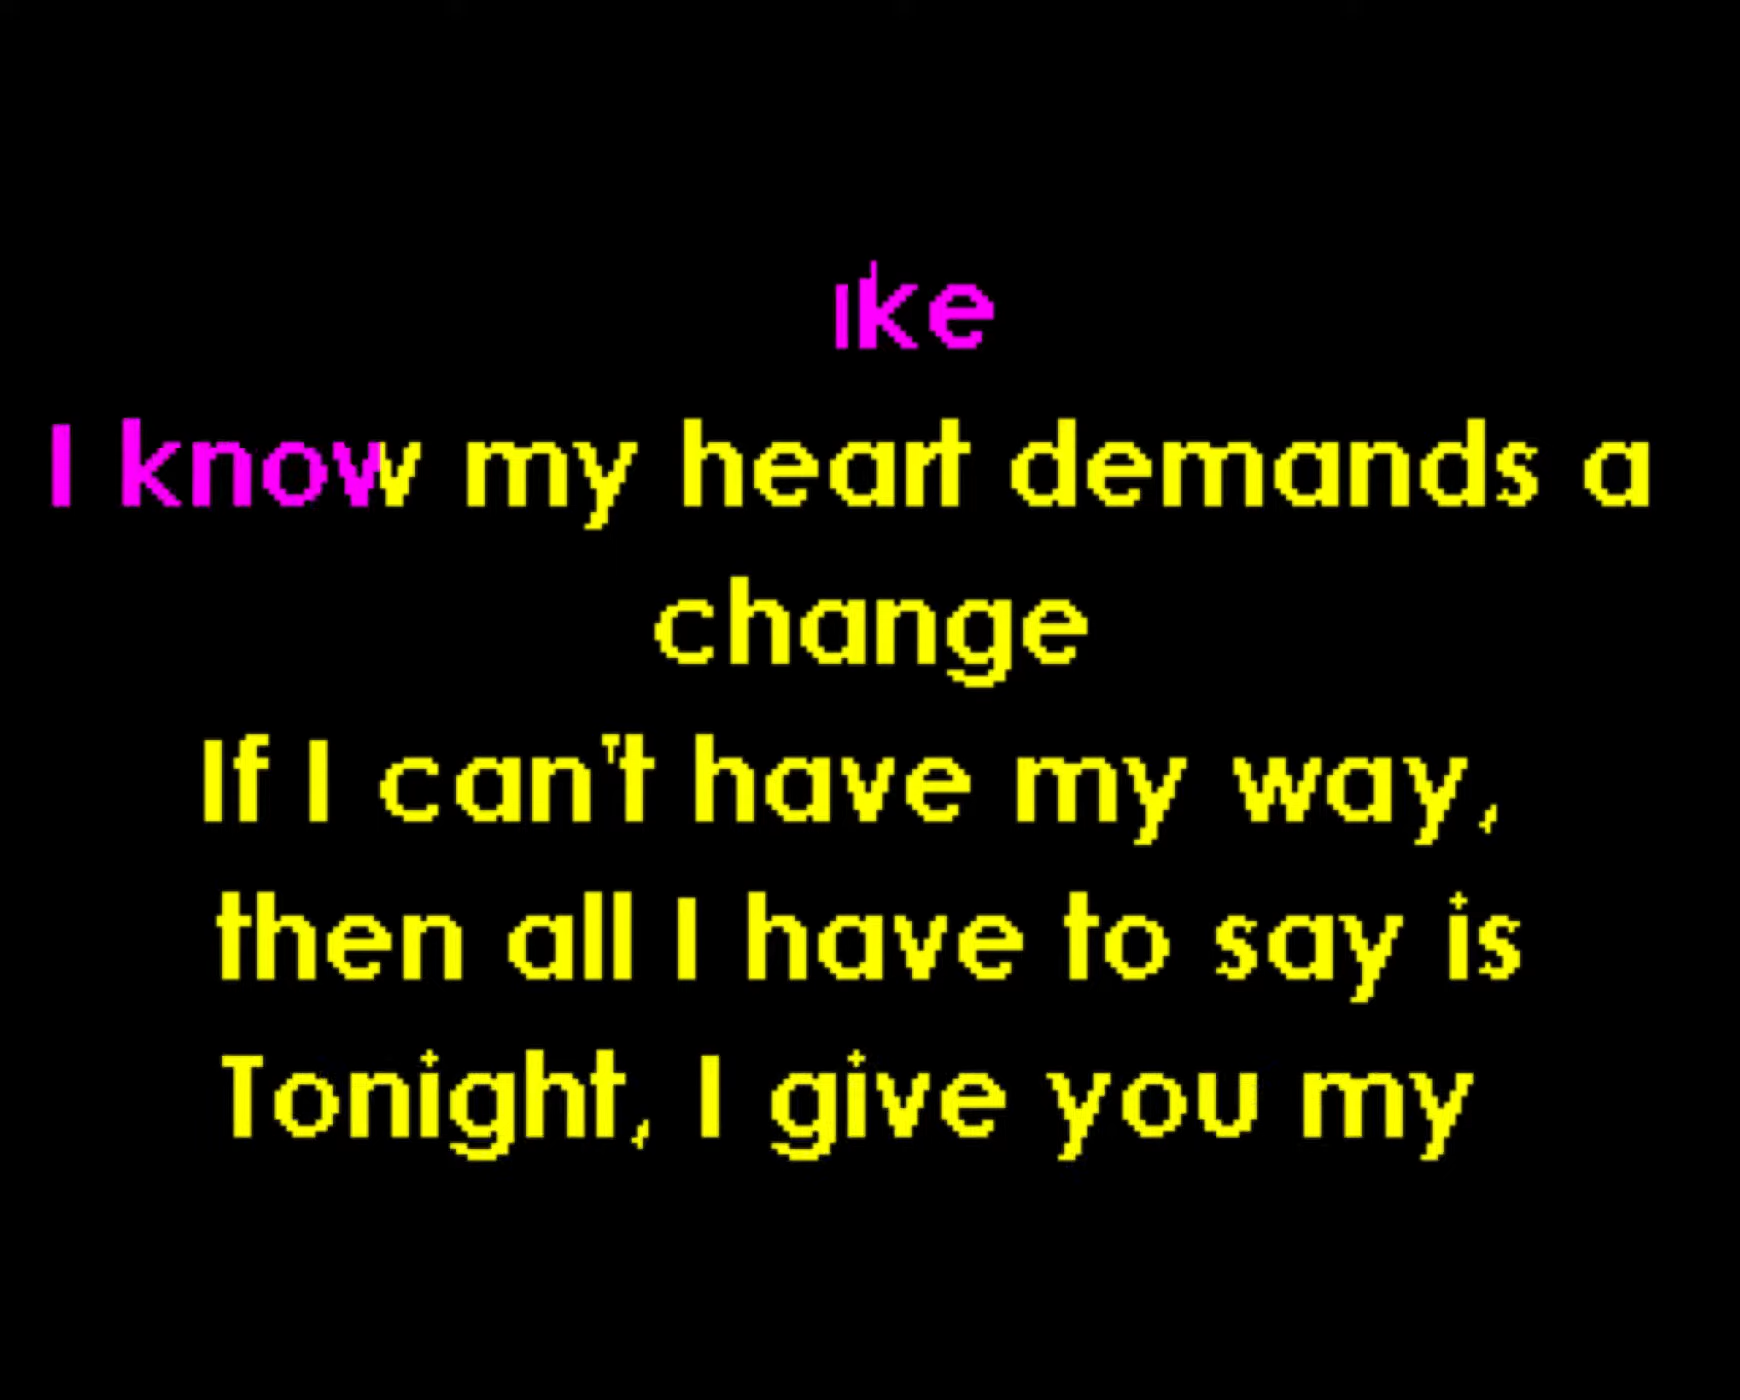 ike
I know my heart demands a
change
If I can't have my way,
then all I have to say is
Tonight, I give you my